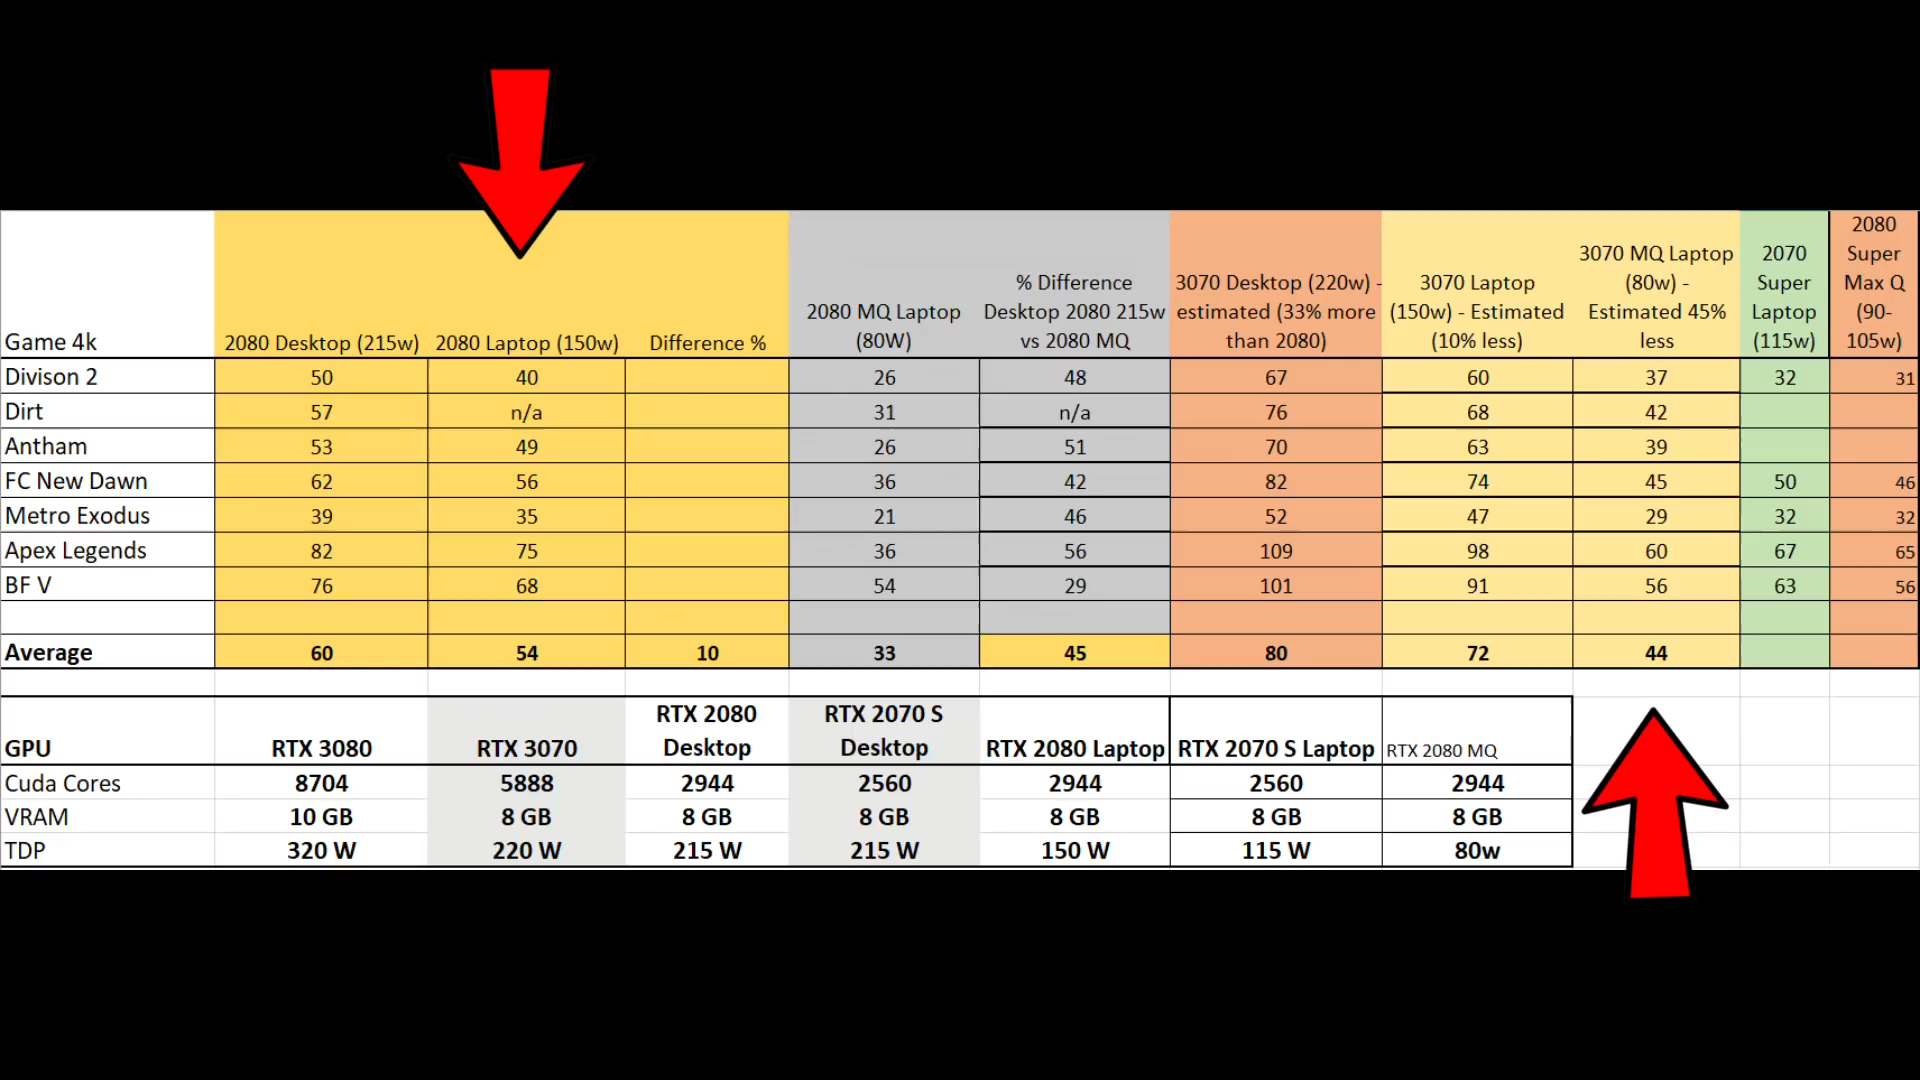 Game 4k 2080 Desktop (215w) 2080 Laptop (150w) Difference % 2080 MQ Laptop (80W) % Difference Desktop 2080 215w vs 2080 MQ 3070 Desktop (220w) - estimated (33% more than 2080) 3070 Laptop (150w) - Estimated (10% less) 3070 MQ Laptop (80w) - Estimated 45% less 2070 Super Laptop (115w) 2080 Super Max Q (90-105w)
Divison 2 50 40 26 48 67 60 37 32 31
Dirt 57 n/a 31 n/a 76 68 42
Antham 53 49 26 51 70 63 39
FC New Dawn 62 56 36 42 82 74 45 50 46
Metro Exodus 39 35 21 46 52 47 29 32 32
Apex Legends 82 75 36 56 109 98 60 67 65
BF V 76 68 54 29 101 91 56 63 56
Average 60 54 10 33 45 80 72 44
GPU RTX 3080 RTX 3070 RTX 2080 Desktop RTX 2070 S Desktop RTX 2080 Laptop RTX 2070 S Laptop RTX 2080 MQ
Cuda Cores 8704 5888 2944 2560 2944 2560 2944
VRAM 10 GB 8 GB 8 GB 8 GB 8 GB 8 GB 8 GB
TDP 320 W 220 W 215 W 215 W 150 W 115 W 80w